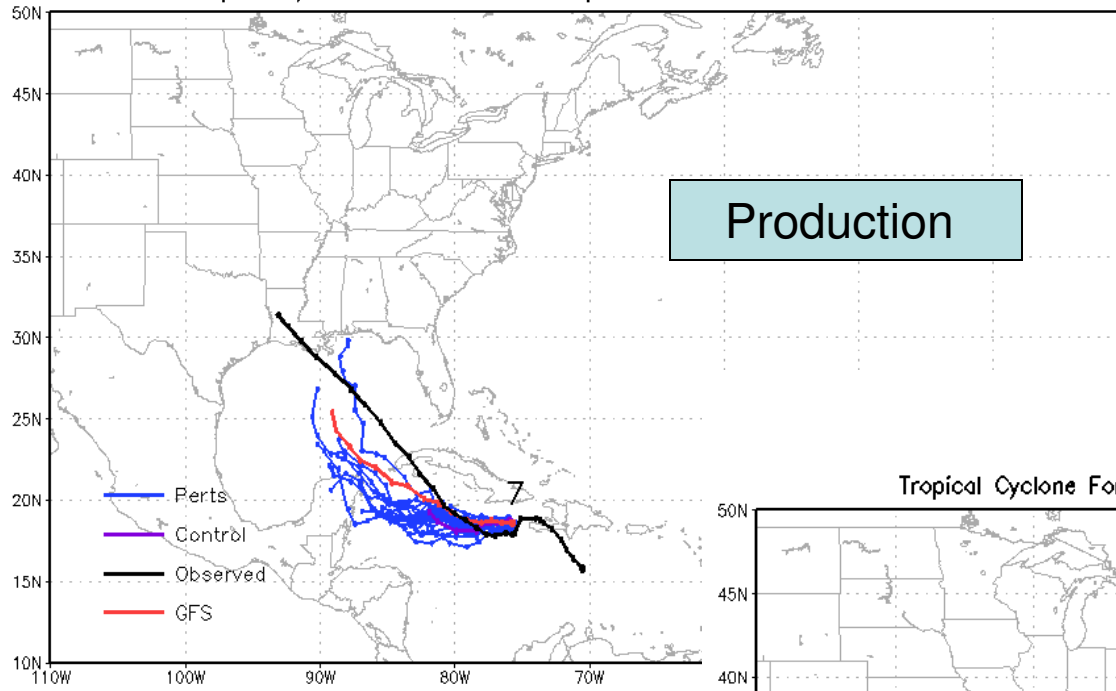 50N
45N
40N
35N
30N
25N
20N
15N
10N
110W 100W 90W 80W 70W
Production
7
Perts
Control
Observed
GFS
Tropical Cyclone
50N
45N
40N